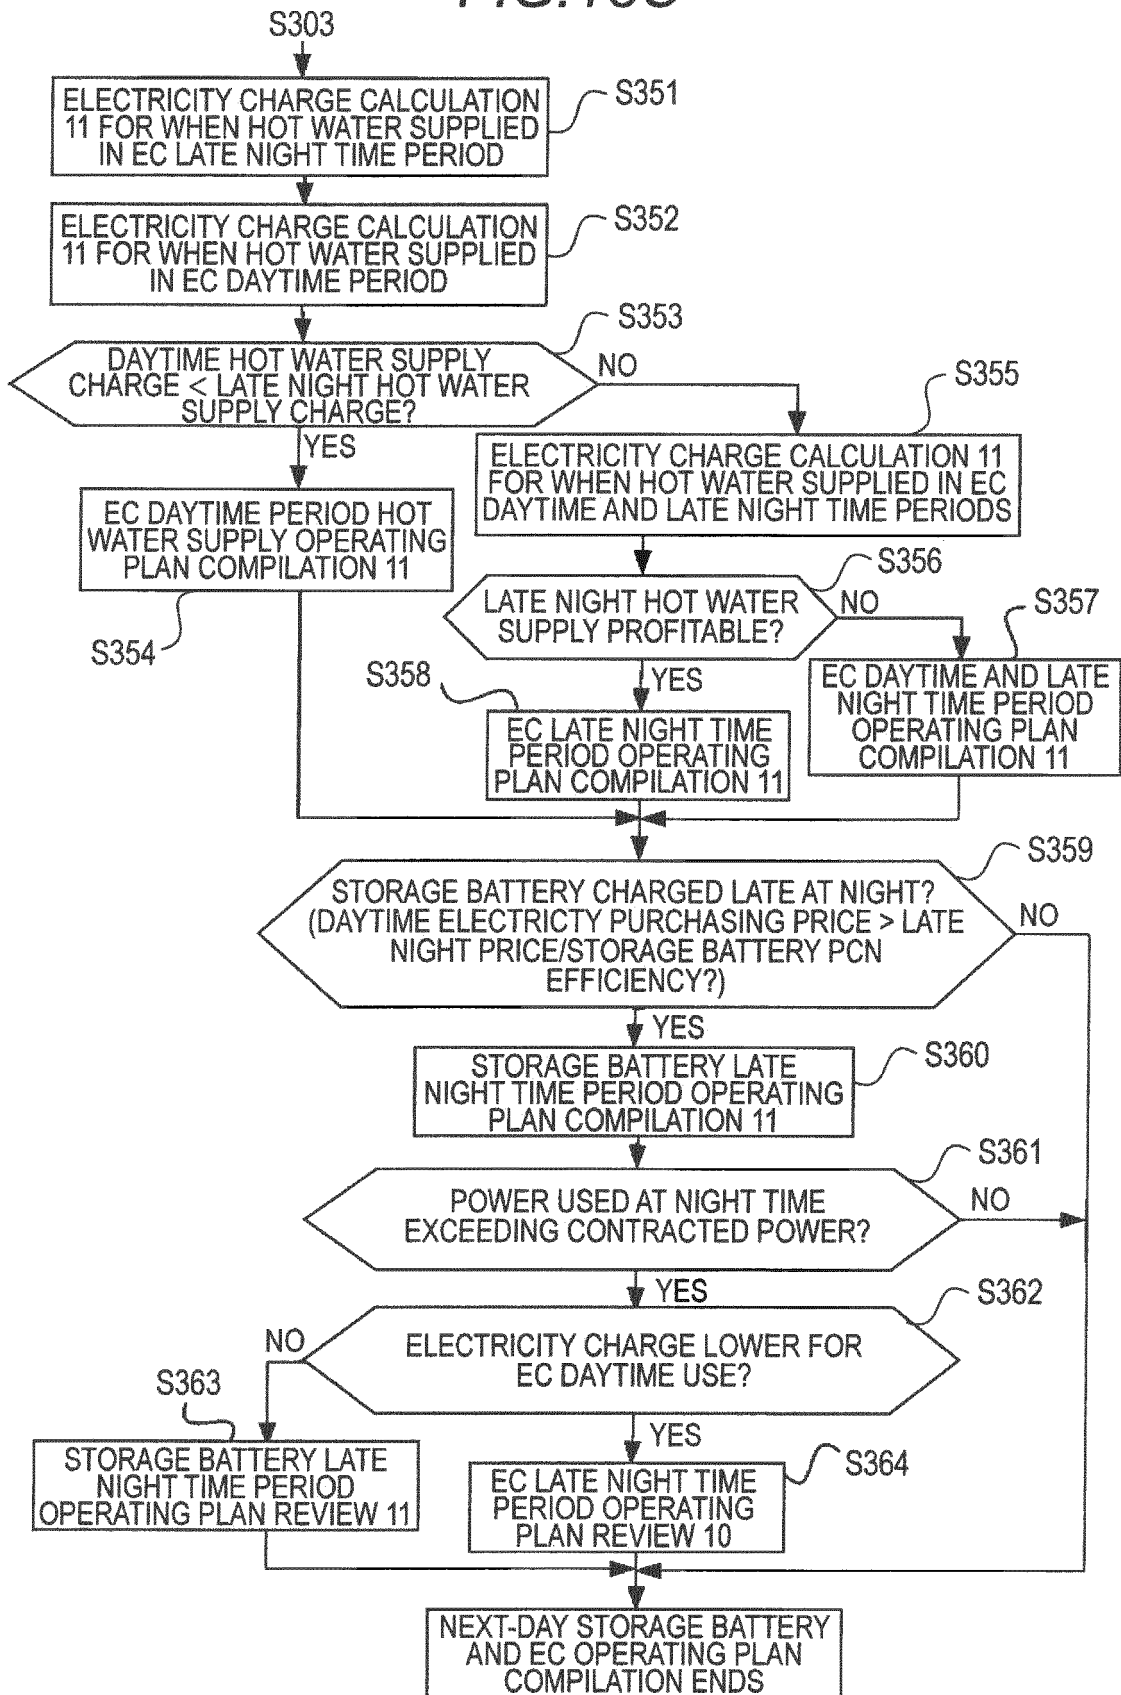 S303
ELECTRICITY CHARGE CALCULATION
11 FOR WHEN HOT WATER SUPPLIED
IN EC LATE NIGHT TIME PERIOD
S351
ELECTRICITY CHARGE CALCULATION
11 FOR WHEN HOT WATER SUPPLIED
IN EC DAYTIME PERIOD
S352
DAYTIME HOT WATER SUPPLY
CHARGE < LATE NIGHT HOT WATER
SUPPLY CHARGE?
S353
NO
YES
S355
ELECTRICITY CHARGE CALCULATION 11
FOR WHEN HOT WATER SUPPLIED IN EC
DAYTIME AND LATE NIGHT TIME PERIODS
EC DAYTIME PERIOD HOT
WATER SUPPLY OPERATING
PLAN COMPILATION 11
S354
S356
LATE NIGHT HOT WATER
SUPPLY PROFITABLE?
NO
YES
S357
EC DAYTIME AND LATE
NIGHT TIME PERIOD
OPERATING PLAN
COMPILATION 11
S358
EC LATE NIGHT TIME
PERIOD OPERATING
PLAN COMPILATION 11
S359
STORAGE BATTERY CHARGED LATE AT NIGHT?
(DAYTIME ELECTRICTY PURCHASING PRICE > LATE
NIGHT PRICE/STORAGE BATTERY PCN
EFFICIENCY?)
NO
YES
S360
STORAGE BATTERY LATE
NIGHT TIME PERIOD OPERATING
PLAN COMPILATION 11
S361
POWER USED AT NIGHT TIME
EXCEEDING CONTRACTED POWER?
NO
YES
S362
ELECTRICITY CHARGE LOWER FOR
EC DAYTIME USE?
NO
YES
S363
STORAGE BATTERY LATE
NIGHT TIME PERIOD
OPERATING PLAN REVIEW 11
S364
EC LATE NIGHT TIME
PERIOD OPERATING
PLAN REVIEW 10
NEXT-DAY STORAGE BATTERY
AND EC OPERATING PLAN
COMPILATION ENDS